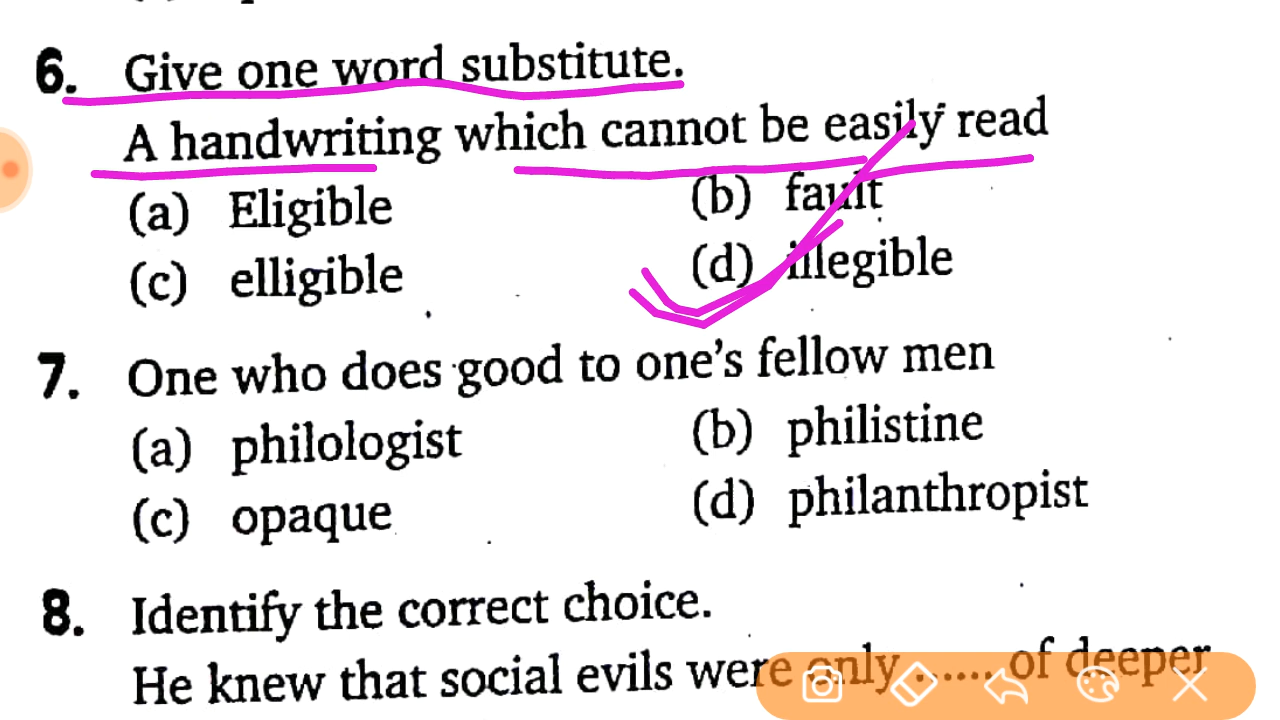 6. Give one word substitute.
A handwriting which cannot be easily read
(a) Eligible (b) fault
(c) elligible (d) illegible
7. One who does good to one's fellow men
(a) philologist (b) philistine
(c) opaque (d) philanthropist
8. Identify the correct choice.
He knew that social evils were only ...... of deeper